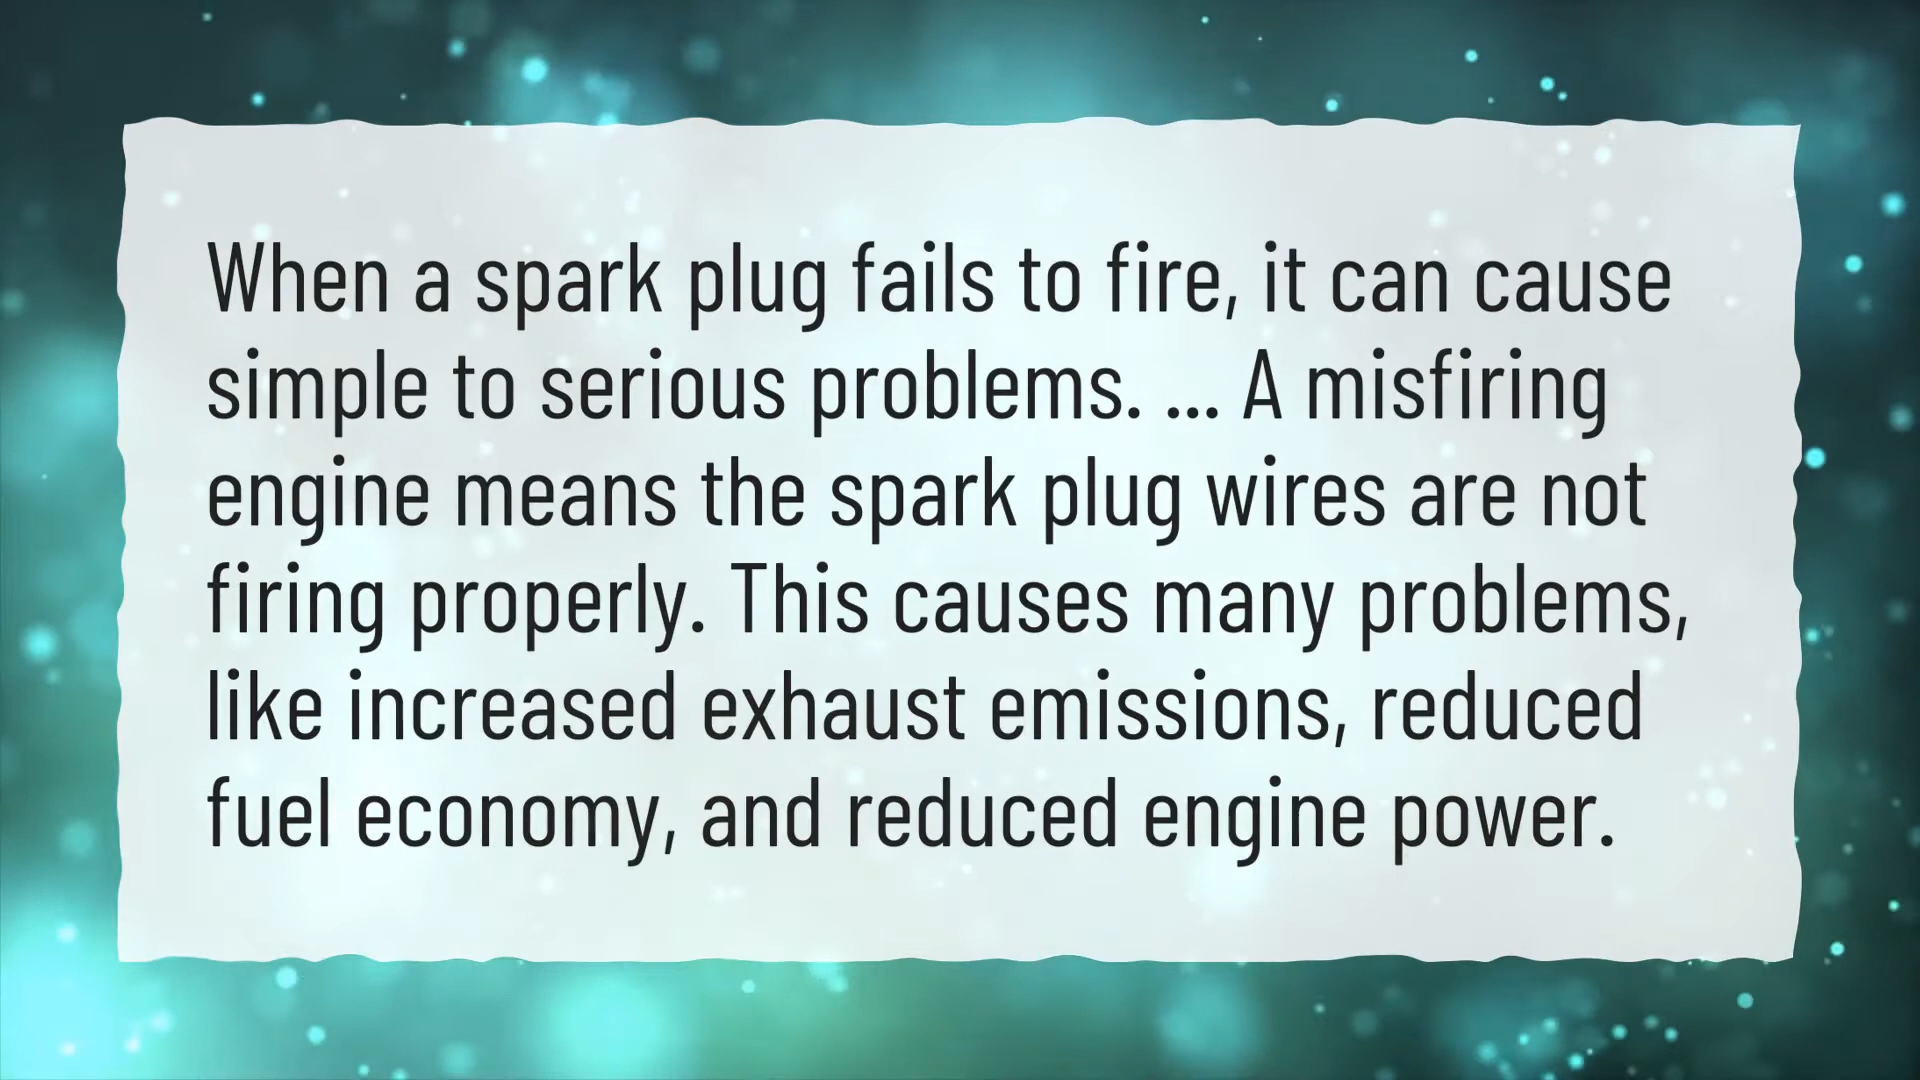 When a spark plug fails to fire, it can cause
simple to serious problems. ... A misfiring
engine means the spark plug wires are not
firing properly. This causes many problems,
like increased exhaust emissions, reduced
fuel economy, and reduced engine power.